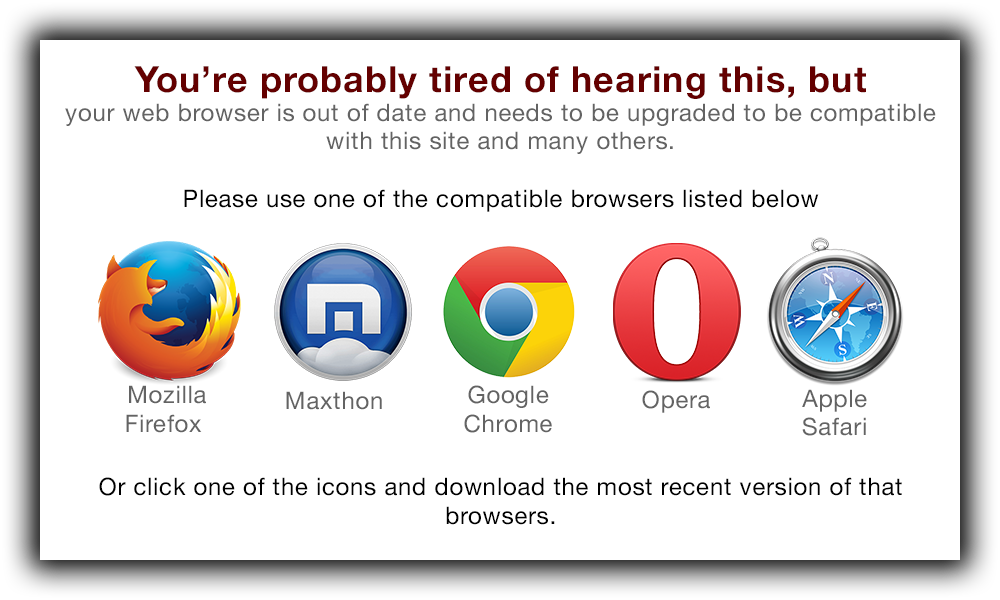 You’re probably tired of hearing this, but
your web browser is out of date and needs to be upgraded to be compatible
with this site and many others.
Please use one of the compatible browsers listed below
N
E
W
S
Mozilla
Firefox
Maxthon
Google
Chrome
Opera
Apple
Safari
Or click one of the icons and download the most recent version of that
browsers.